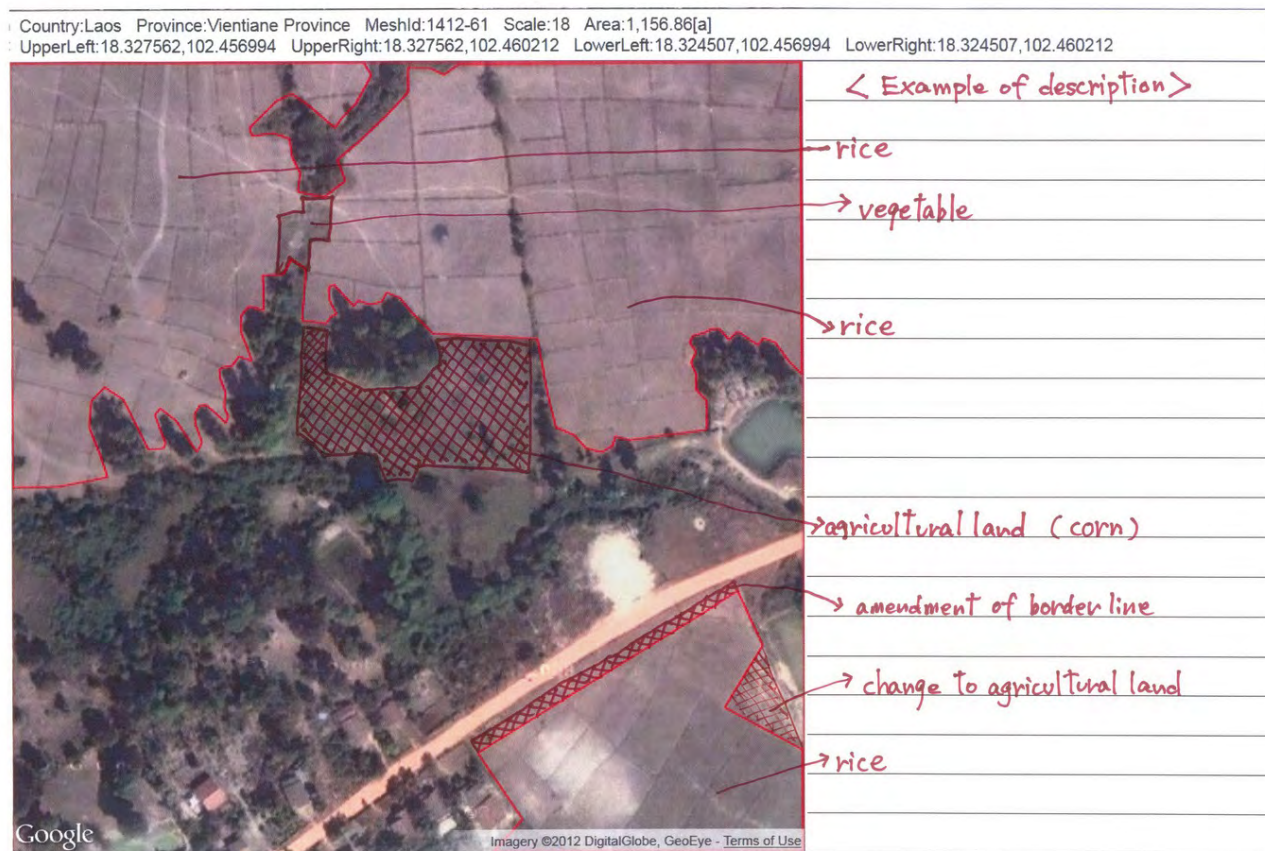 Country:Laos Province:Vientiane Province MeshId:1412-61 Scale:18 Area:1,156.86[a]
UpperLeft:18.327562,102.456994 UpperRight:18.327562,102.460212 LowerLeft:18.324507,102.456994 LowerRight:18.324507,102.460212
< Example of description >
rice
vegetable
rice
agricultural land (corn)
amendment of border line
change to agricultural land
rice
Google
Imagery ©2012 DigitalGlobe, GeoEye - Terms of Use